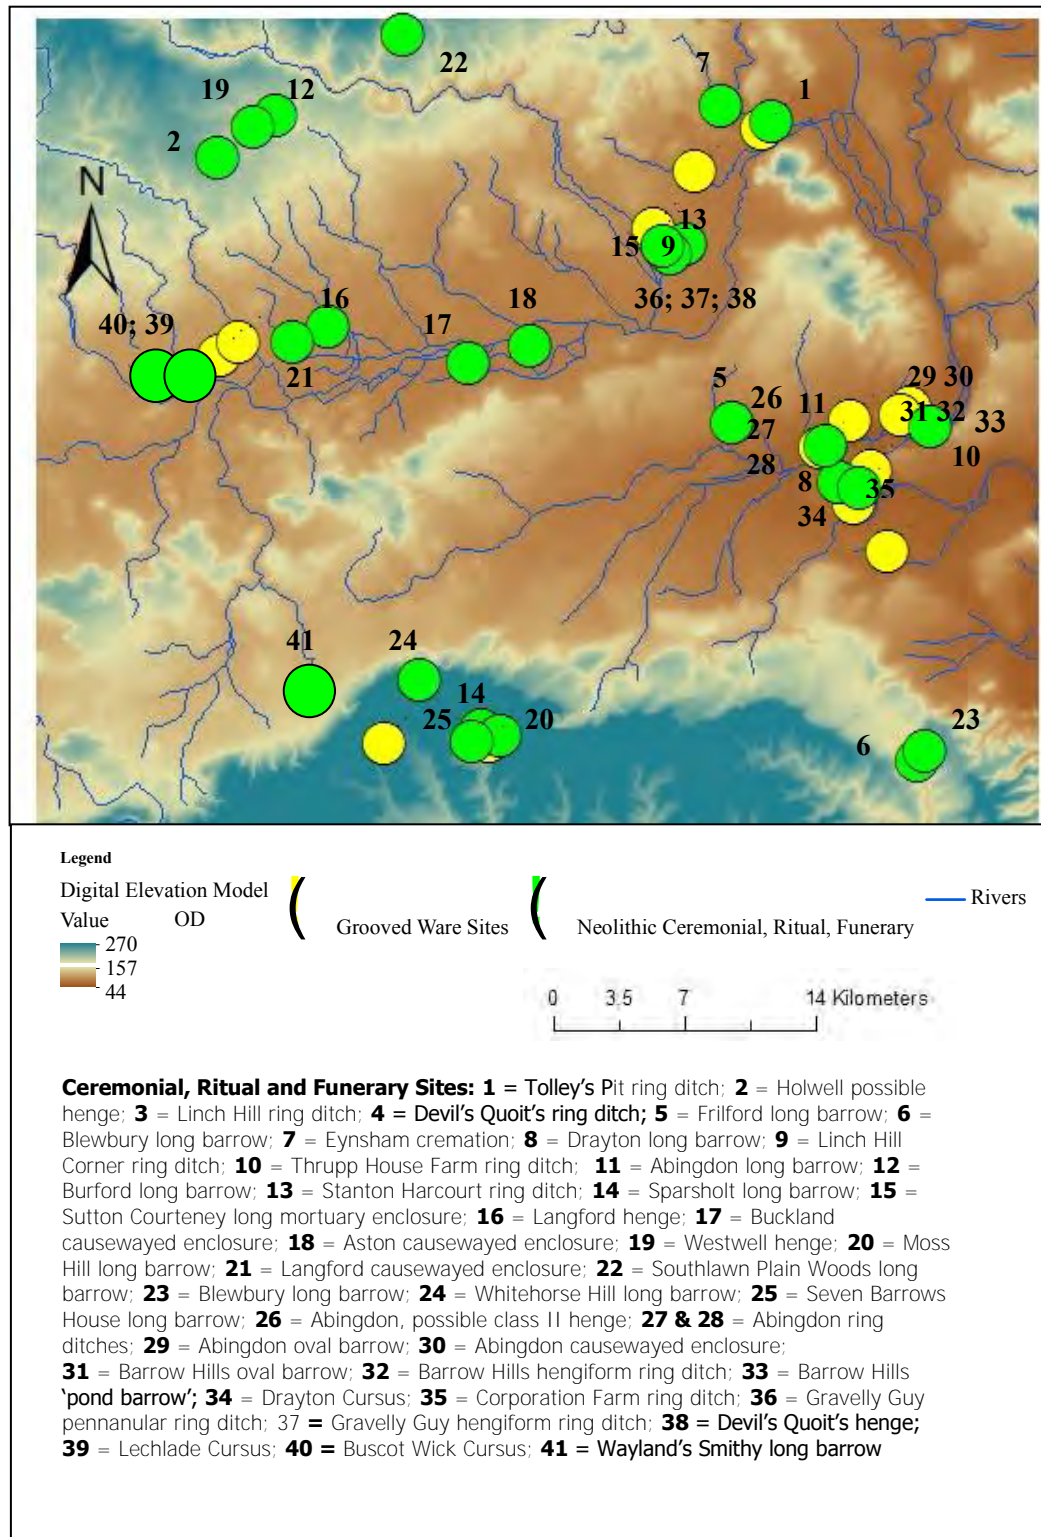 22
7
1
19
12
2
N
13
15
9
36; 37; 38
16
18
17
40; 39
21
29 30
5
26
11
31 32
33
27
10
28
8
35
34
41
24
14
25
20
23
6
Legend
Digital Elevation Model
Value OD
270
157
44
( Grooved Ware Sites
( Neolithic Ceremonial, Ritual, Funerary
Rivers
0 3.5 7 14 Kilometers
Ceremonial, Ritual and Funerary Sites: 1 = Tolley's Pit ring ditch; 2 = Holwell possible
henge; 3 = Linch Hill ring ditch; 4 = Devil's Quoit's ring ditch; 5 = Frilford long barrow; 6 =
Blewbury long barrow; 7 = Eynsham cremation; 8 = Drayton long barrow; 9 = Linch Hill
Corner ring ditch; 10 = Thrupp House Farm ring ditch; 11 = Abingdon long barrow; 12 =
Burford long barrow; 13 = Stanton Harcourt ring ditch; 14 = Sparsholt long barrow; 15 =
Sutton Courteney long mortuary enclosure; 16 = Langford henge; 17 = Buckland
causewayed enclosure; 18 = Aston causewayed enclosure; 19 = Westwell henge; 20 = Moss
Hill long barrow; 21 = Langford causewayed enclosure; 22 = Southlawn Plain Woods long
barrow; 23 = Blewbury long barrow; 24 = Whitehorse Hill long barrow; 25 = Seven Barrows
House long barrow; 26 = Abingdon, possible class II henge; 27 & 28 = Abingdon ring
ditches; 29 = Abingdon oval barrow; 30 = Abingdon causewayed enclosure;
31 = Barrow Hills oval barrow; 32 = Barrow Hills hengiform ring ditch; 33 = Barrow Hills
'pond barrow'; 34 = Drayton Cursus; 35 = Corporation Farm ring ditch; 36 = Gravelly Guy
pennanular ring ditch; 37 = Gravelly Guy hengiform ring ditch; 38 = Devil's Quoit's henge;
39 = Lechlade Cursus; 40 = Buscot Wick Cursus; 41 = Wayland's Smithy long barrow